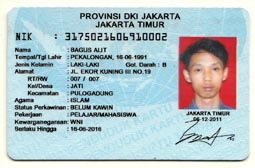 PROVINSI DKI JAKARTA
JAKARTA TIMUR
NIK : 3175021606910002
Nama : BAGUS ALIT
Tempat/Tgl Lahir : PEKALONGAN, 16-06-1991
Jenis Kelamin : LAKI-LAKI Gol. Darah : B
Alamat : JL. EKOR KUNING III NO.19
RT/RW : 007 / 007
Kel/Desa : JATI
Kecamatan : PULOGADUNG
Agama : ISLAM
Status Perkawinan : BELUM KAWIN
Pekerjaan : PELAJAR/MAHASISWA
Kewarganegaraan : WNI
Berlaku Hingga : 16-06-2016
JAKARTA TIMUR
06-12-2011